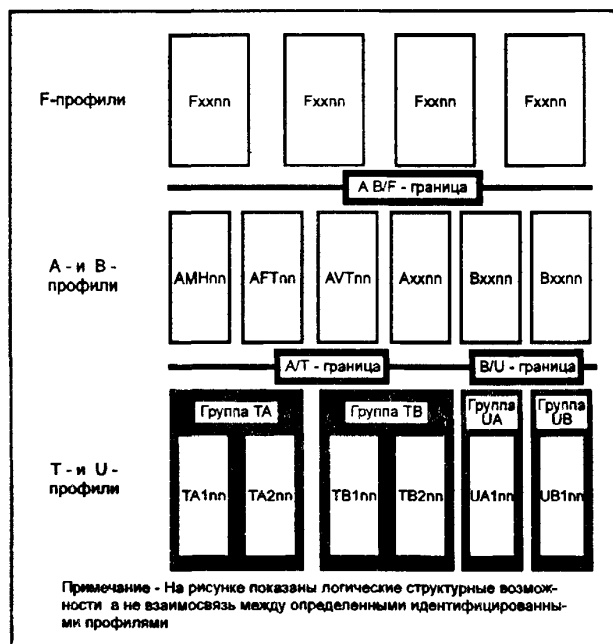 F-профили
Fxxnn Fxxnn Fxxnn Fxxnn
A B/F - граница
A - и B -
профили
AMHnn AFTnn AVTnn Axxnn Bxxnn Bxxnn
A/T - граница B/U - граница
Группа TA Группа TB Группа UA Группа UB
T - и U -
профили
TA1nn TA2nn TB1nn TB2nn UA1nn UB1nn
Примечание - На рисунке показаны логические структурные возмож-
ности а не взаимосвязь между определенными идентифицированны-
ми профилями